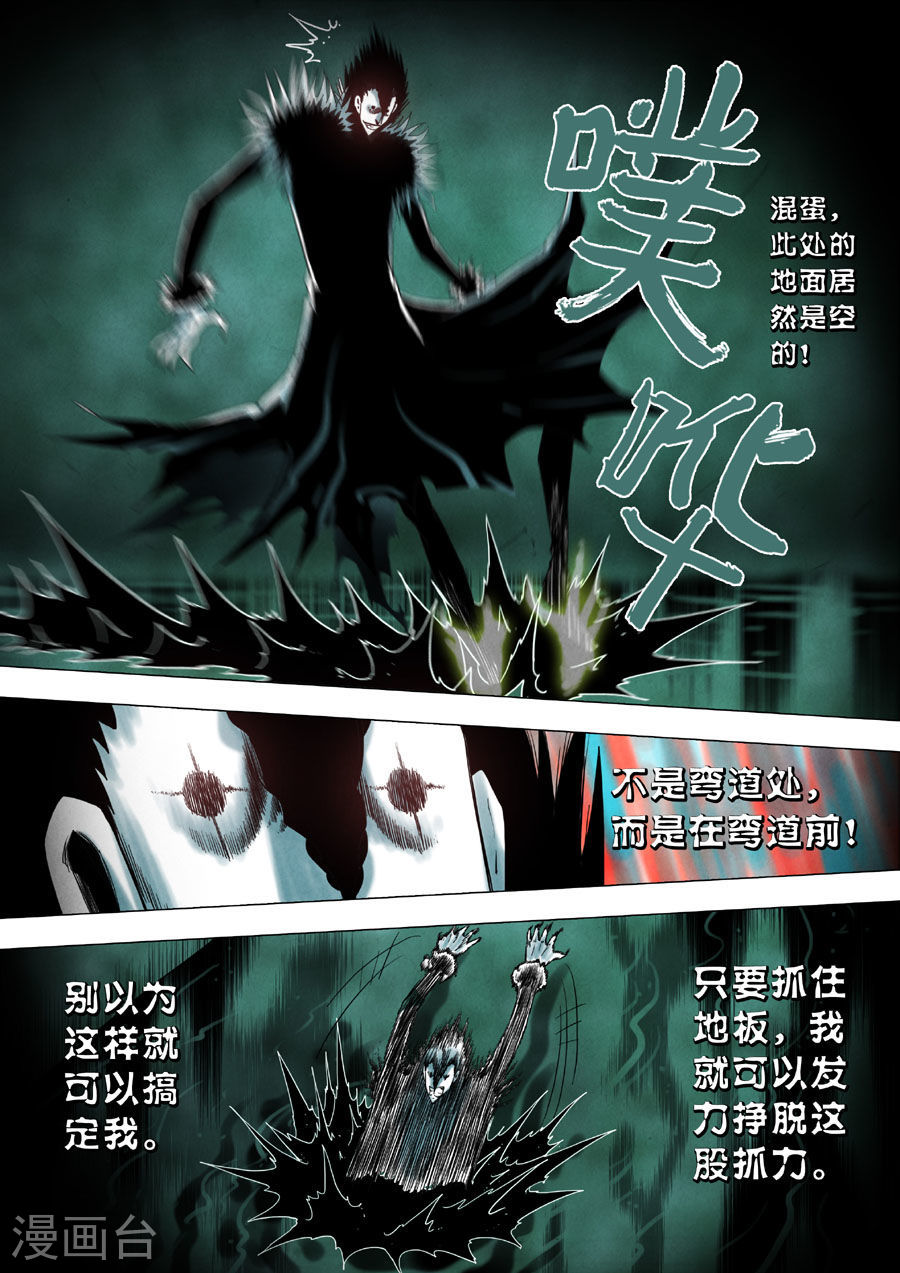 噗
哗
混蛋，
此处的
地面居
然是空
的！
不是弯道处，
而是在弯道前！
别以为
这样就
可以搞
定我。
只要抓住
地板，我
就可以发
力挣脱这
股抓力。
漫画台